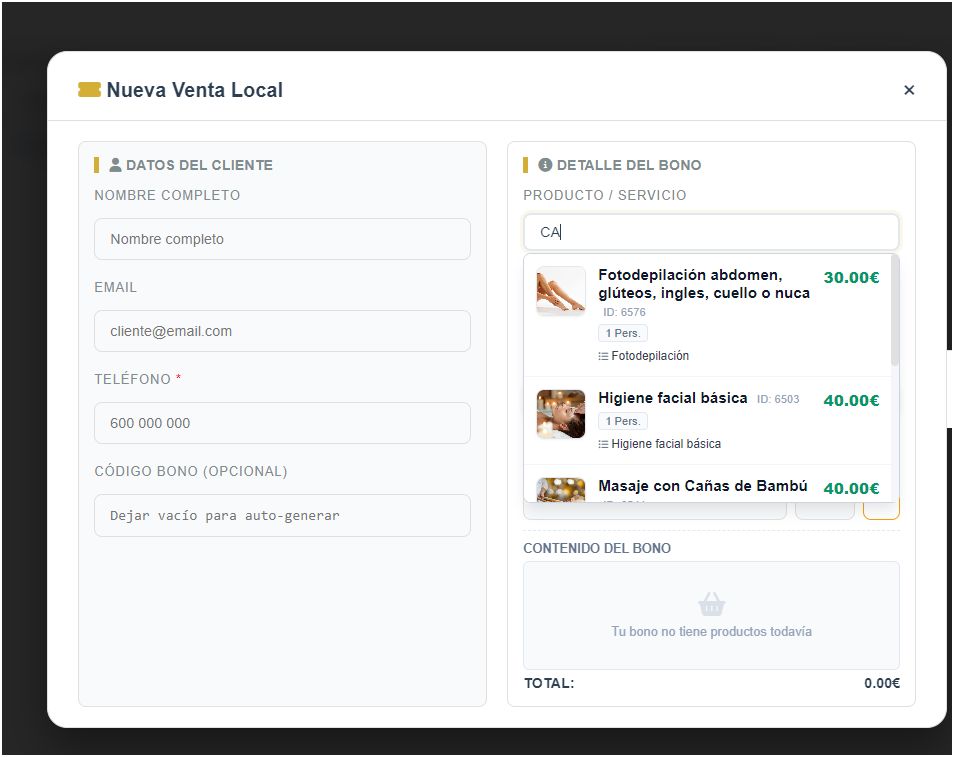 Nueva Venta Local
×
DATOS DEL CLIENTE
NOMBRE COMPLETO
Nombre completo
EMAIL
cliente@email.com
TELÉFONO *
600 000 000
CÓDIGO BONO (OPCIONAL)
Dejar vacío para auto-generar
DETALLE DEL BONO
PRODUCTO / SERVICIO
CA
Fotodepilación abdomen,
glúteos, ingles, cuello o nuca
30.00€
ID: 6576
1 Pers.
Fotodepilación
Higiene facial básica ID: 6503 40.00€
1 Pers.
Higiene facial básica
Masaje con Cañas de Bambú 40.00€
CONTENIDO DEL BONO
Tu bono no tiene productos todavía
TOTAL: 0.00€